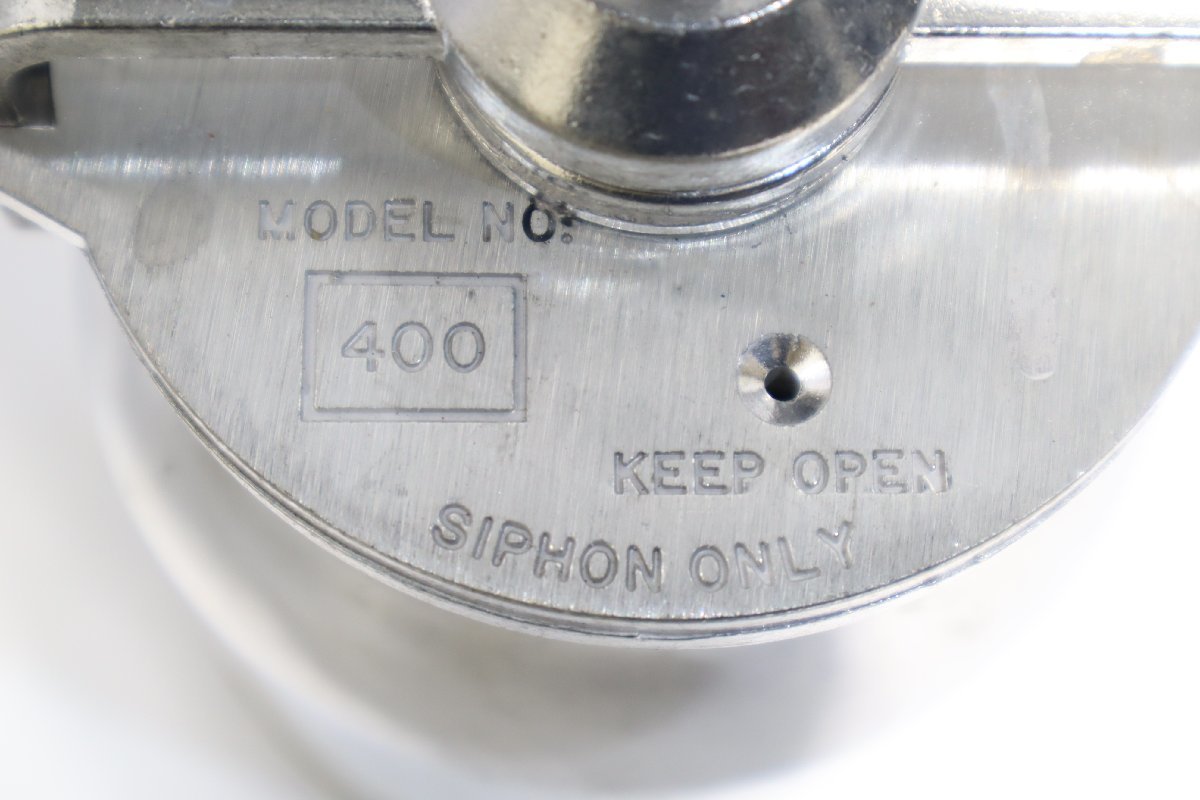 MODEL NO:
400
KEEP OPEN
SIPHON ONLY